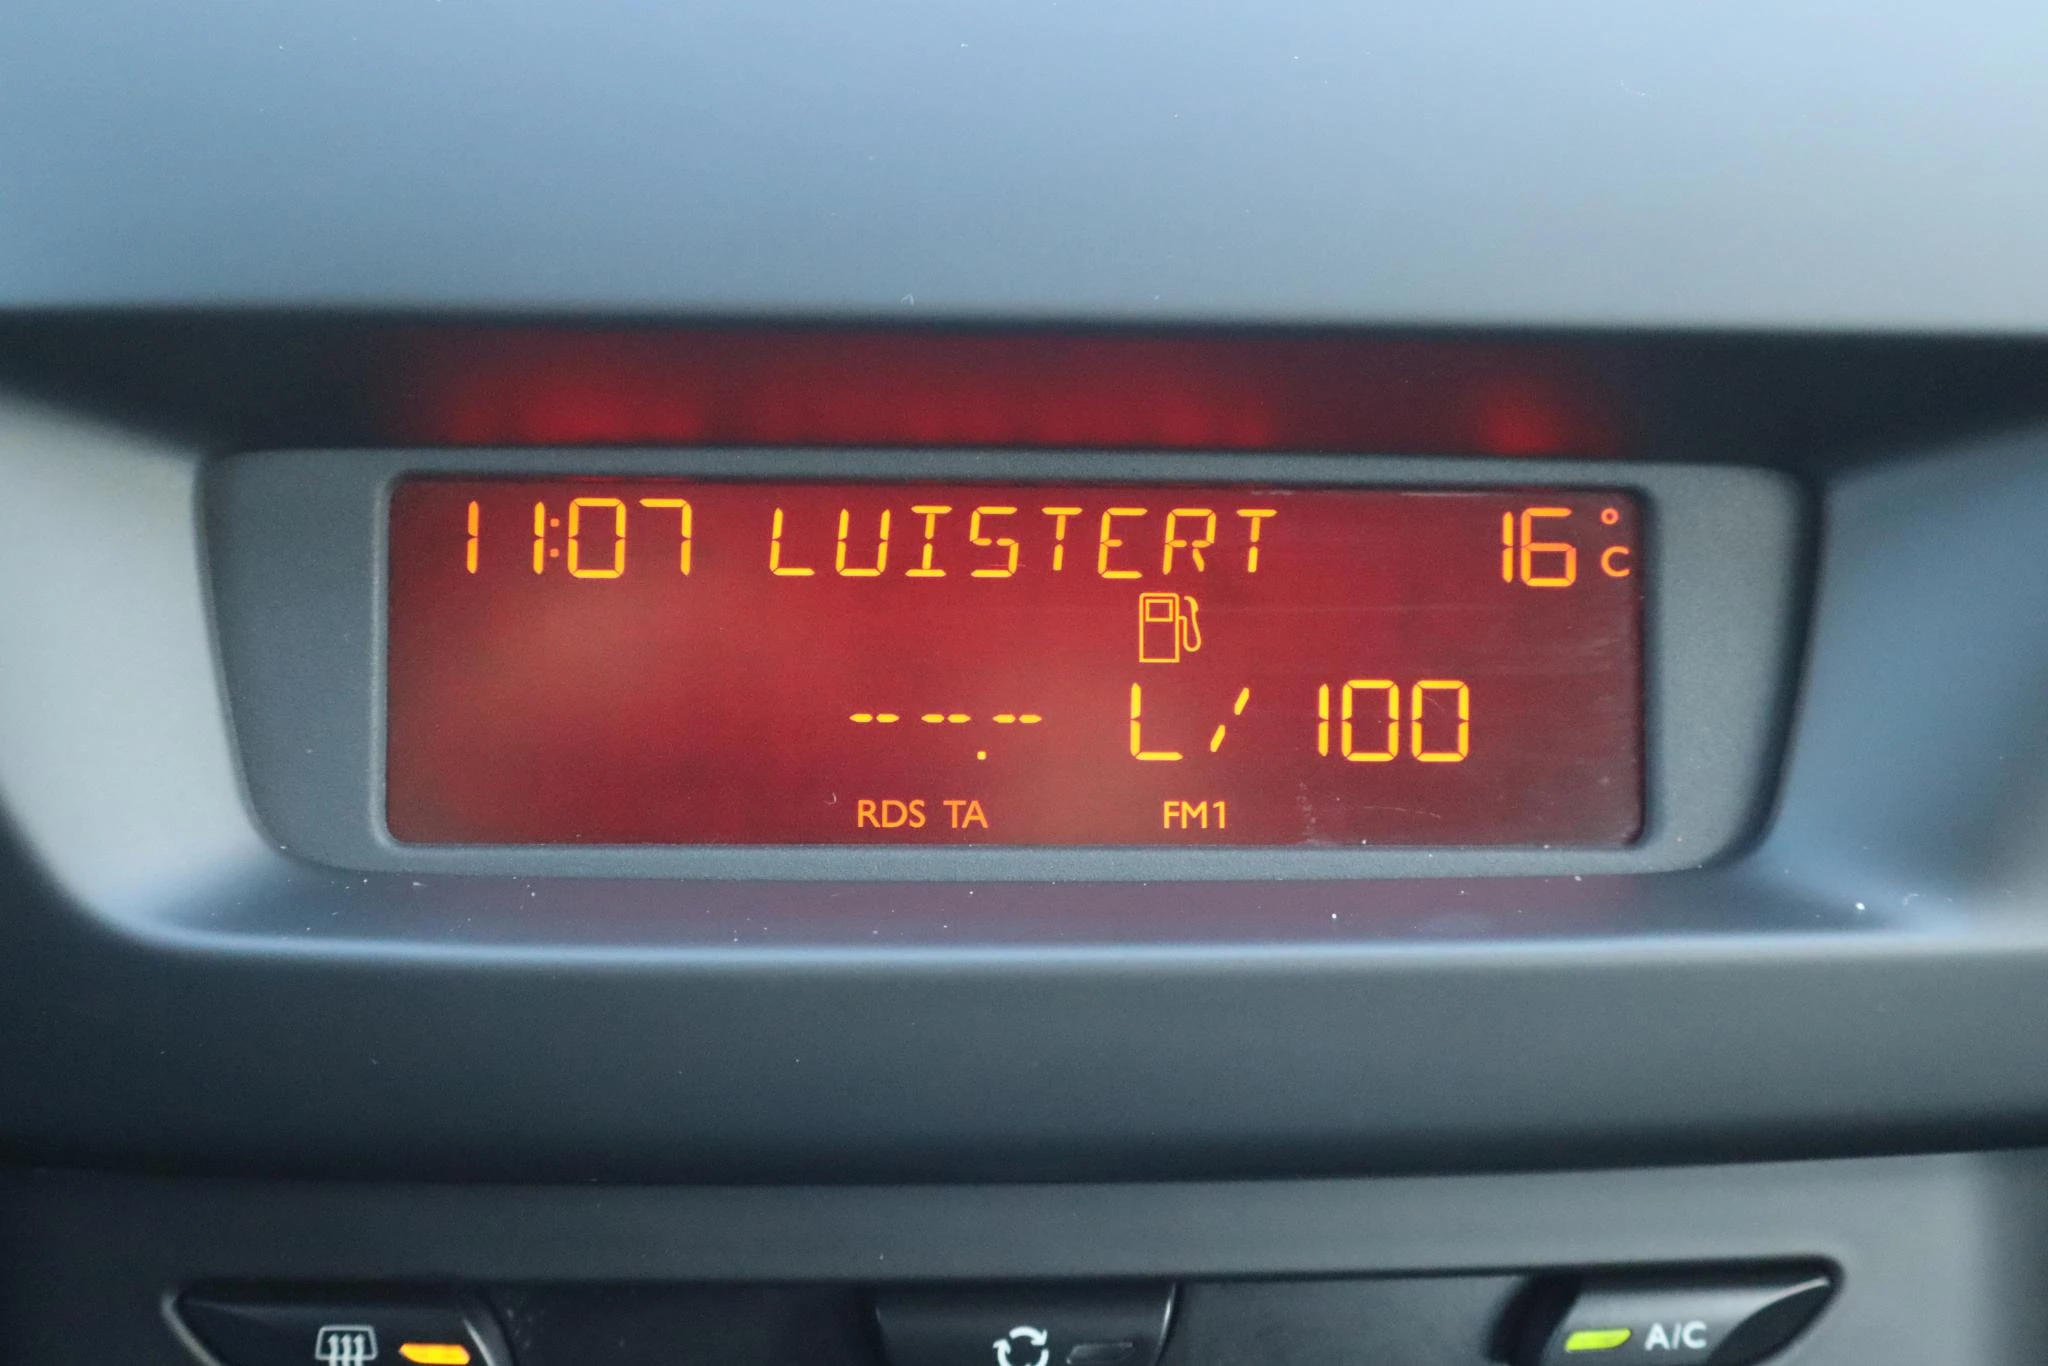 11:07 LUISTERT 16°C
--.- L/100
RDS TA FM1
A/C